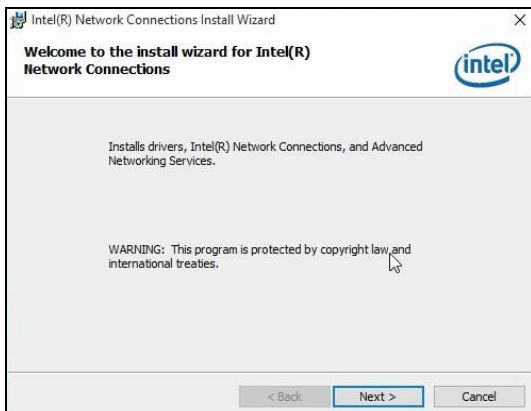 Intel(R) Network Connections Install Wizard
Welcome to the install wizard for Intel(R)
Network Connections
intel
Installs drivers, Intel(R) Network Connections, and Advanced
Networking Services.
WARNING: This program is protected by copyright law and
international treaties.
< Back Next > Cancel